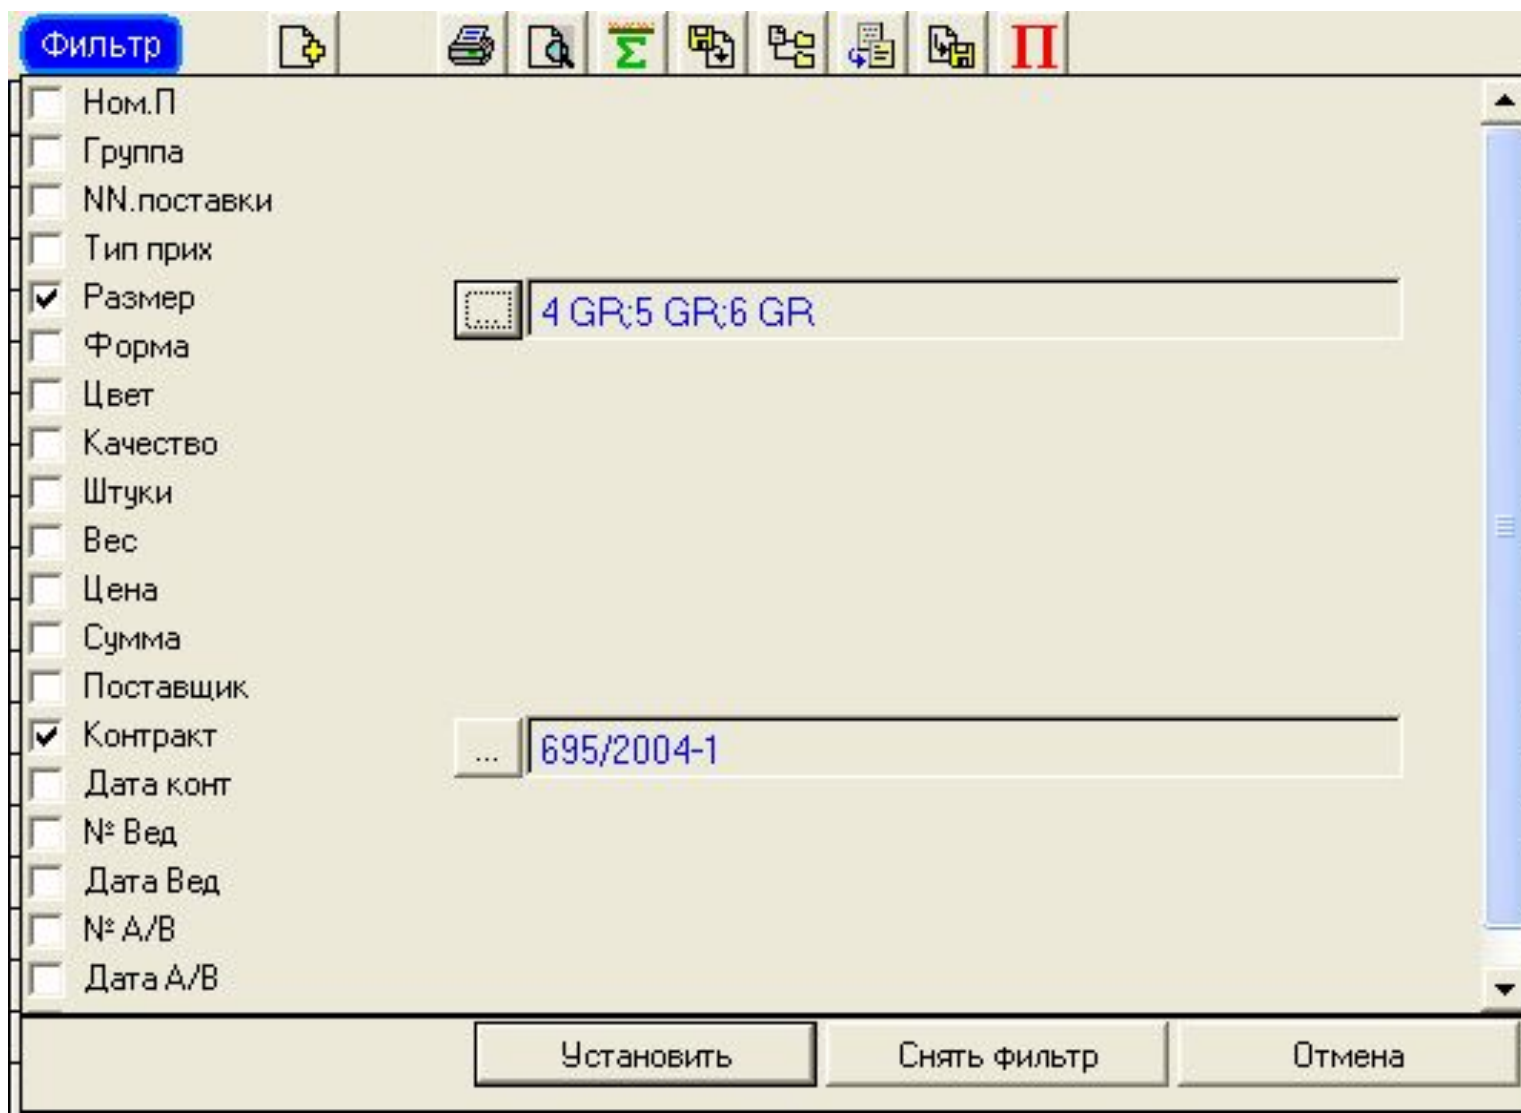 Фильтр
Σ
П
Ном.П
Группа
NN.поставки
Тип прих
Размер
... 4 GR;5 GR;6 GR
Форма
Цвет
Качество
Штуки
Вес
Цена
Сумма
Поставщик
Контракт
... 695/2004-1
Дата конт
№ Вед
Дата Вед
№ А/В
Дата А/В
Установить Снять фильтр Отмена